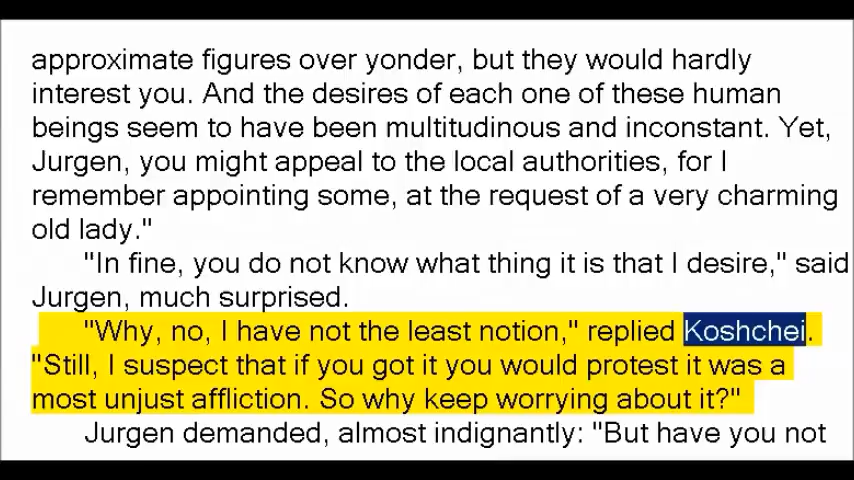 approximate figures over yonder, but they would hardly
interest you. And the desires of each one of these human
beings seem to have been multitudinous and inconstant. Yet,
Jurgen, you might appeal to the local authorities, for I
remember appointing some, at the request of a very charming
old lady."
"In fine, you do not know what thing it is that I desire," said
Jurgen, much surprised.
"Why, no, I have not the least notion," replied Koshchei.
"Still, I suspect that if you got it you would protest it was a
most unjust affliction. So why keep worrying about it?"
Jurgen demanded, almost indignantly: "But have you not